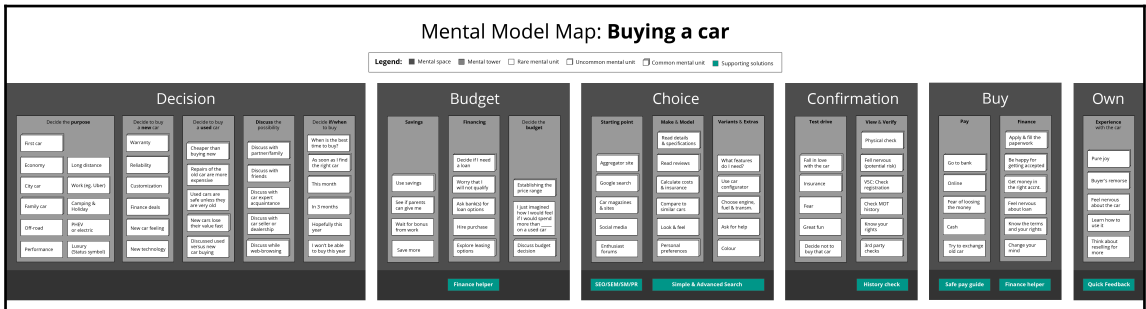 Mental Model Map: Buying a car
Legend: Mental space Mental tower Rare mental unit Uncommon mental unit Common mental unit Supporting solutions
Decision
Decide the purpose
First car
Economy
Long distance
City car
Work (eg. Uber)
Family car
Camping &
Holiday
Off-road
PHEV
or electric
Performance
Luxury
(Status symbol)
Decide to buy
a new car
Warranty
Reliability
Customization
Finance deals
New car feeling
New technology
Decide to buy
a used car
Cheaper than
buying new
Repairs of the
old car are more
expensive
Used cars are
safe unless they
are very old
New cars lose
their value fast
Discussed used
versus new
car buying
Discuss the
possibility
Discuss with
partner/family
Discuss with
friends
Discuss with
car expert
acquaintance
Discuss with
car seller or
dealership
Discuss while
web-browsing
Decide if/when
to buy
When is the best
time to buy?
As soon as I find
the right car
This month
In 3 months
Hopefully this
year
I won't be able
to buy this year
Budget
Savings
Use savings
See if parents
can give me
Wait for bonus
from work
Save more
Financing
Decide if I need
a loan
Worry that I
will not qualify
Ask bank(s) for
loan options
Hire purchase
Explore leasing
options
Decide the
budget
Establishing the
price range
I just imagined
how I would feel
if I would spend
more than ____
on a used car
Discuss budget
decision
Finance helper
Choice
Starting point
Aggregator site
Google search
Car magazines
& sites
Social media
Enthusiast
forums
Make & Model
Read details
& specifications
Read reviews
Calculate costs
& insurance
Compare to
similar cars
Look & feel
Personal
preferences
Variants & Extras
What features
do I need?
Use car
configurator
Choose engine,
fuel & transm.
Ask for help
Colour
SEO/SEM/SM/PR
Simple & Advanced Search
Confirmation
Test drive
Fall in love
with the car
Insurance
Fear
Great fun
Decide not to
buy that car
View & Verify
Physical check
Fell nervous
(potential risk)
V5C: Check
registration
Check MOT
history
Know your
rights
3rd party
checks
History check
Buy
Pay
Go to bank
Online
Fear of loosing
the money
Cash
Try to exchange
old car
Finance
Apply & fill the
paperwork
Be happy for
getting accepted
Get money in
the right accnt.
Feel nervous
about loan
Know the terms
and your rights
Change your
mind
Safe pay guide
Finance helper
Own
Experience
with the car
Pure joy
Buyer's remorse
Feel nervous
about the car
Learn how to
use it
Think about
reselling for
more
Quick Feedback